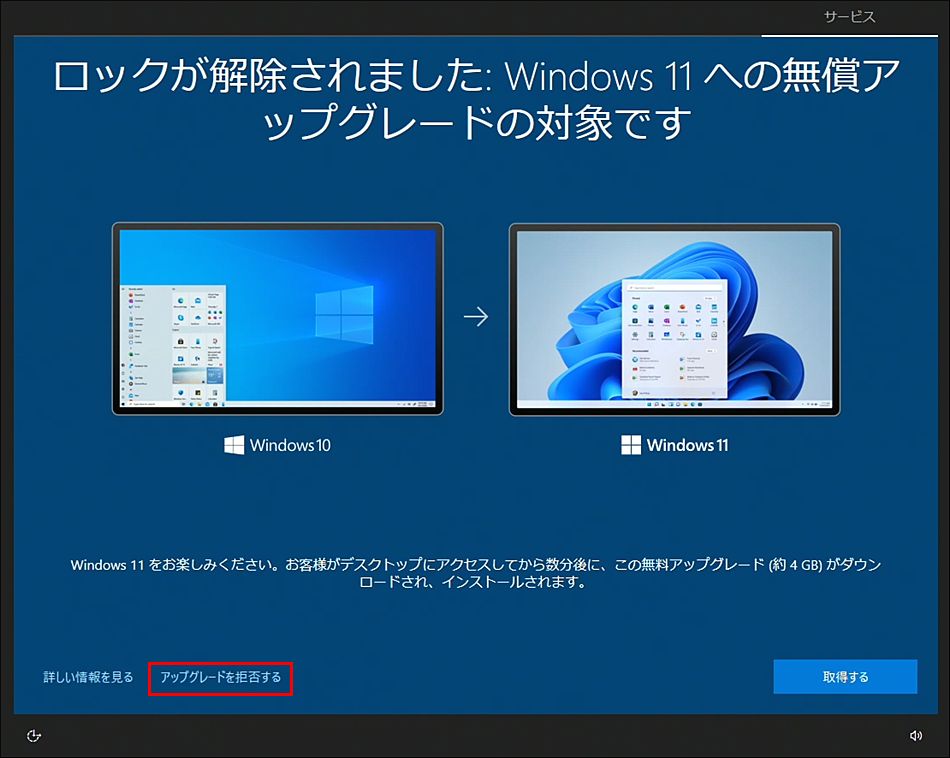 サービス
ロックが解除されました: Windows 11 への無償ア
ップグレードの対象です
Windows 10
Windows 11
Windows 11 をお楽しみください。お客様がデスクトップにアクセスしてから数分後に、この無料アップグレード (約 4 GB) がダウン
ロードされ、インストールされます。
詳しい情報を見る
アップグレードを拒否する
取得する